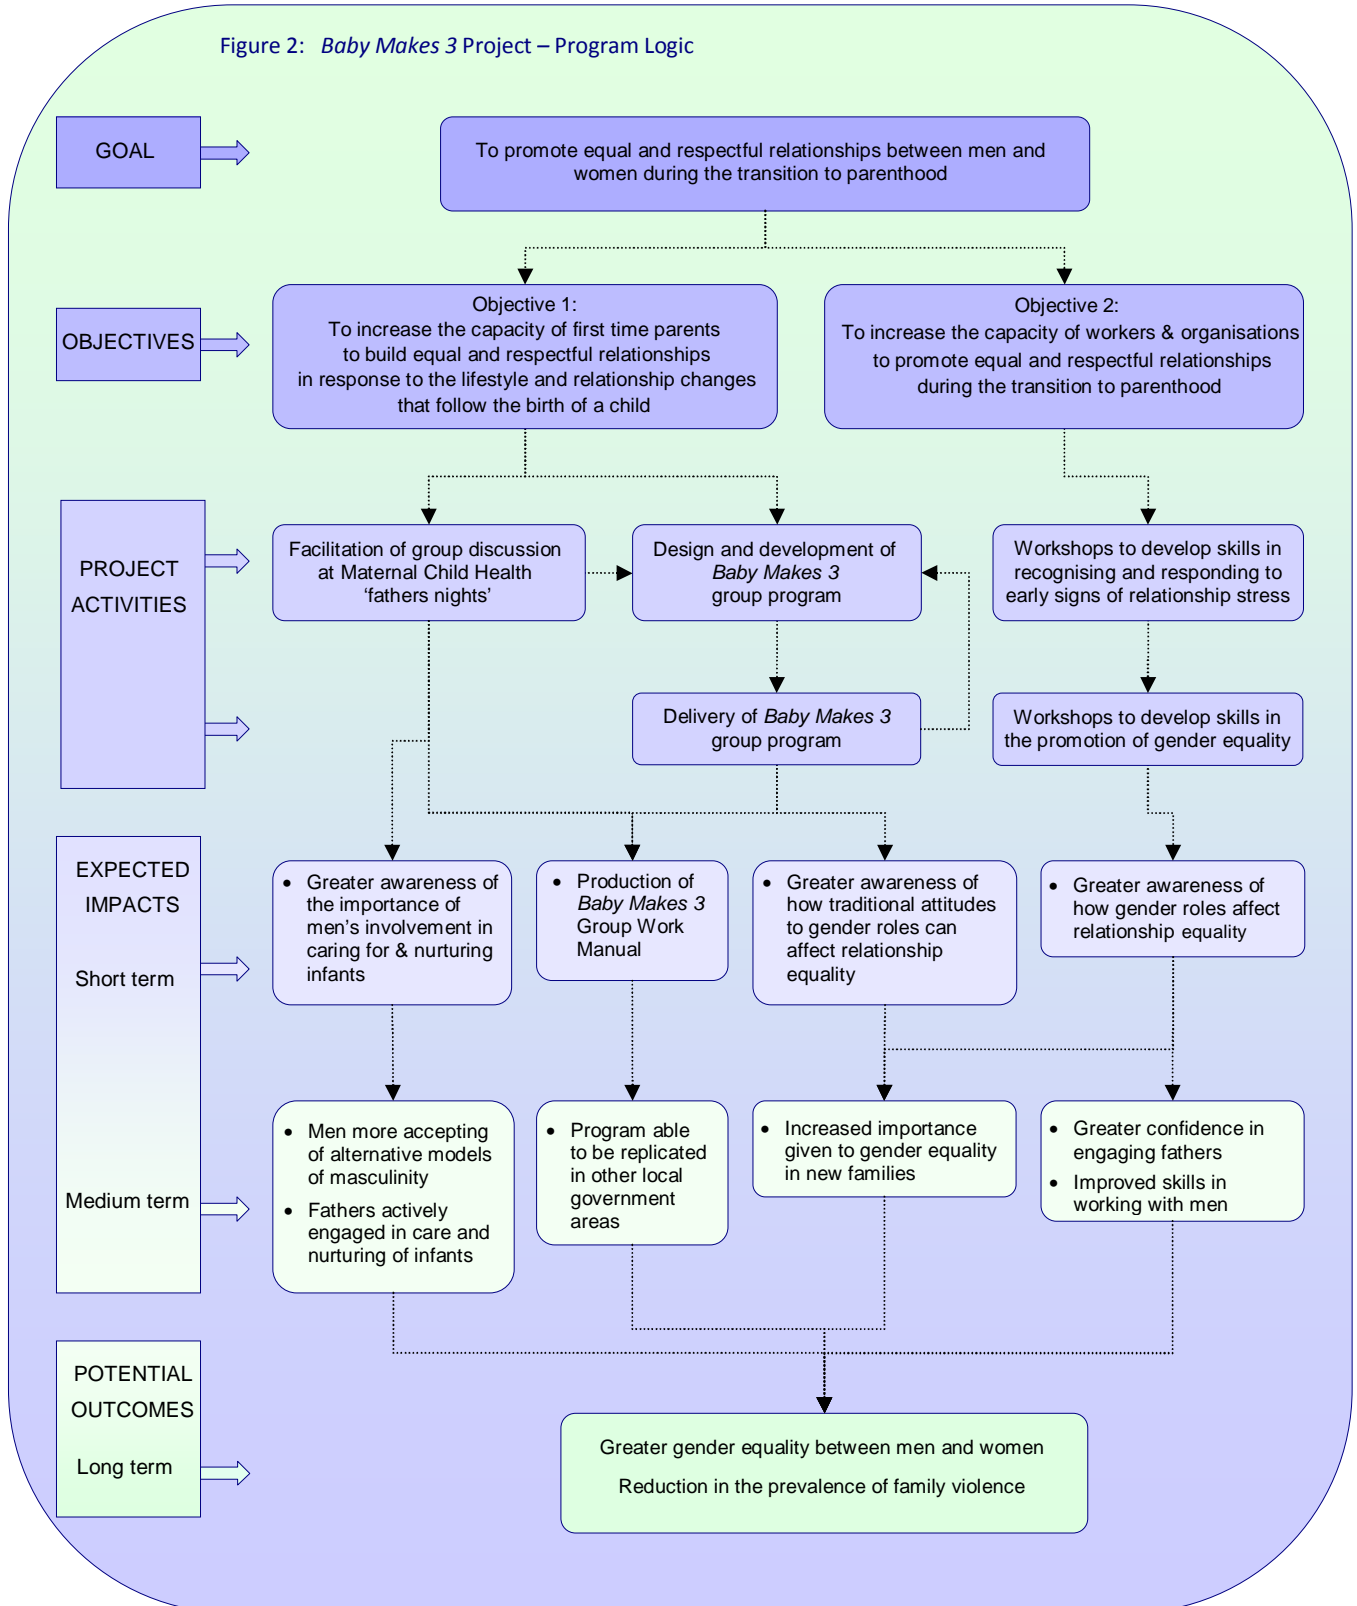 Figure 2: Baby Makes 3 Project – Program Logic
GOAL
To promote equal and respectful relationships between men and
women during the transition to parenthood
OBJECTIVES
Objective 1:
To increase the capacity of first time parents
to build equal and respectful relationships
in response to the lifestyle and relationship changes
that follow the birth of a child
Objective 2:
To increase the capacity of workers & organisations
to promote equal and respectful relationships
during the transition to parenthood
PROJECT
ACTIVITIES
Facilitation of group discussion
at Maternal Child Health
‘fathers nights’
Design and development of
Baby Makes 3
group program
Workshops to develop skills in
recognising and responding to
early signs of relationship stress
Delivery of Baby Makes 3
group program
Workshops to develop skills in
the promotion of gender equality
EXPECTED
IMPACTS
Short term
• Greater awareness of
the importance of
men’s involvement in
caring for & nurturing
infants
• Production of
Baby Makes 3
Group Work
Manual
• Greater awareness of
how traditional attitudes
to gender roles can
affect relationship
equality
• Greater awareness of
how gender roles affect
relationship equality
Medium term
• Men more accepting
of alternative models
of masculinity
• Fathers actively
engaged in care and
nurturing of infants
• Program able
to be replicated
in other local
government
areas
• Increased importance
given to gender equality
in new families
• Greater confidence in
engaging fathers
• Improved skills in
working with men
POTENTIAL
OUTCOMES
Long term
Greater gender equality between men and women
Reduction in the prevalence of family violence